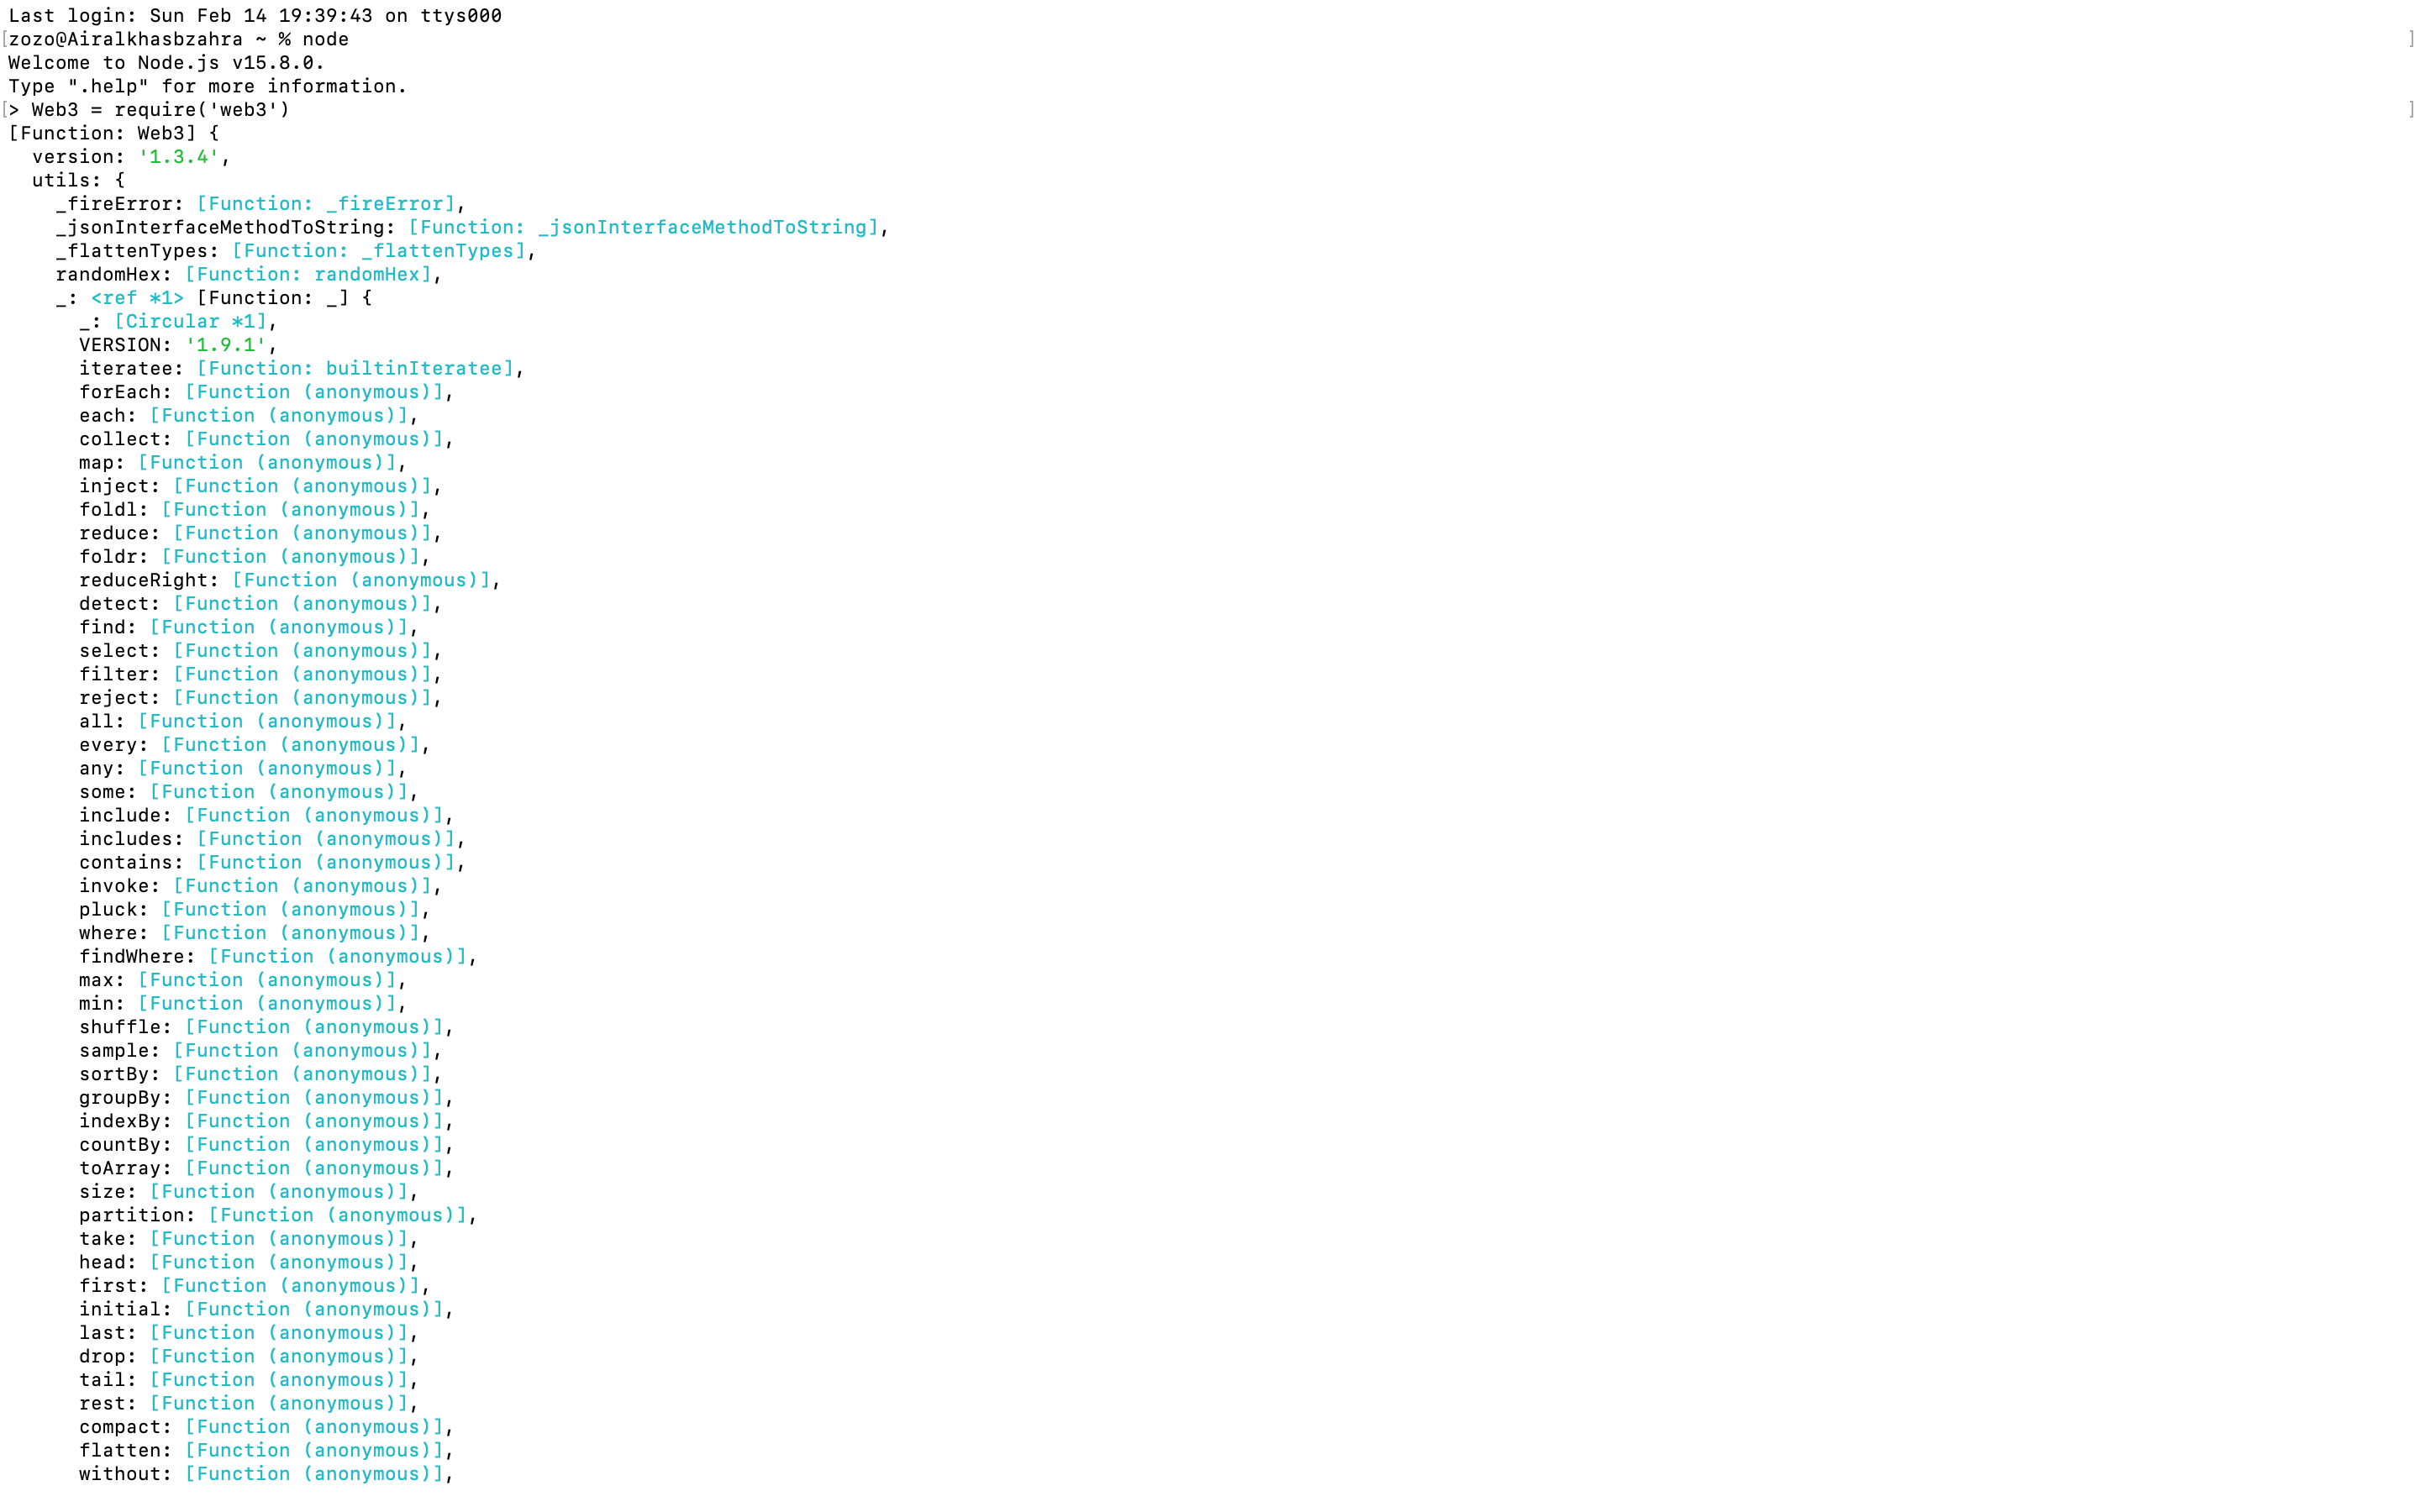 Last login: Sun Feb 14 19:39:43 on ttys000
[zozo@Airalkhasbzahra ~ % node ]
Welcome to Node.js v15.8.0.
Type ".help" for more information.
[> Web3 = require('web3') ]
[Function: Web3] {
  version: '1.3.4',
  utils: {
    _fireError: [Function: _fireError],
    _jsonInterfaceMethodToString: [Function: _jsonInterfaceMethodToString],
    _flattenTypes: [Function: _flattenTypes],
    randomHex: [Function: randomHex],
    _: <ref *1> [Function: _] {
      _: [Circular *1],
      VERSION: '1.9.1',
      iteratee: [Function: builtinIteratee],
      forEach: [Function (anonymous)],
      each: [Function (anonymous)],
      collect: [Function (anonymous)],
      map: [Function (anonymous)],
      inject: [Function (anonymous)],
      foldl: [Function (anonymous)],
      reduce: [Function (anonymous)],
      foldr: [Function (anonymous)],
      reduceRight: [Function (anonymous)],
      detect: [Function (anonymous)],
      find: [Function (anonymous)],
      select: [Function (anonymous)],
      filter: [Function (anonymous)],
      reject: [Function (anonymous)],
      all: [Function (anonymous)],
      every: [Function (anonymous)],
      any: [Function (anonymous)],
      some: [Function (anonymous)],
      include: [Function (anonymous)],
      includes: [Function (anonymous)],
      contains: [Function (anonymous)],
      invoke: [Function (anonymous)],
      pluck: [Function (anonymous)],
      where: [Function (anonymous)],
      findWhere: [Function (anonymous)],
      max: [Function (anonymous)],
      min: [Function (anonymous)],
      shuffle: [Function (anonymous)],
      sample: [Function (anonymous)],
      sortBy: [Function (anonymous)],
      groupBy: [Function (anonymous)],
      indexBy: [Function (anonymous)],
      countBy: [Function (anonymous)],
      toArray: [Function (anonymous)],
      size: [Function (anonymous)],
      partition: [Function (anonymous)],
      take: [Function (anonymous)],
      head: [Function (anonymous)],
      first: [Function (anonymous)],
      initial: [Function (anonymous)],
      last: [Function (anonymous)],
      drop: [Function (anonymous)],
      tail: [Function (anonymous)],
      rest: [Function (anonymous)],
      compact: [Function (anonymous)],
      flatten: [Function (anonymous)],
      without: [Function (anonymous)],